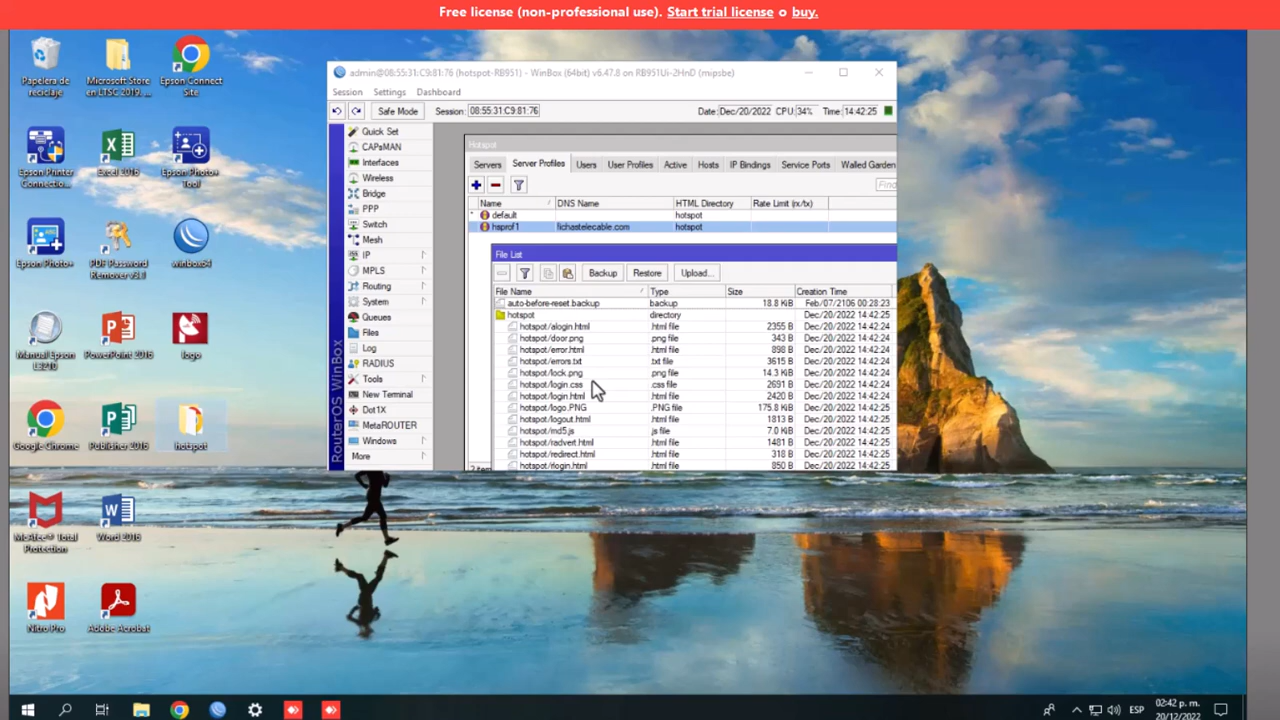 Free license (non-professional use). Start trial license o buy.
Papelera de reciclaje
Microsoft Store en LTSC 2019. ...
Epson Connect Site
Epson Printer Connectio...
Excel 2016
Epson Photo+ Tool
Epson Photo+
PDF Password Remover v3.1
winbox64
Manual Epson L3210
PowerPoint 2016
logo
Google Chrome
Publisher 2016
hotspot
McAfee® Total Protection
Word 2016
Nitro Pro
Adobe Acrobat
admin@08:55:31:C9:81:76 (hotspot-RB951) - WinBox (64bit) v6.47.8 on RB951Ui-2HnD (mipsbe)
Session Settings Dashboard
Safe Mode Session: 08:55:31:C9:81:76 Date: Dec/20/2022 CPU: 34% Time: 14:42:25
RouterOS WinBox
Quick Set
CAPsMAN
Interfaces
Wireless
Bridge
PPP
Switch
Mesh
IP
MPLS
Routing
System
Queues
Files
Log
RADIUS
Tools
New Terminal
Dot1X
MetaROUTER
Windows
More
Hotspot
Servers Server Profiles Users User Profiles Active Hosts IP Bindings Service Ports Walled Garden
Find
Name DNS Name HTML Directory Rate Limit (rx/tx)
* default hotspot
hsprof1 fichastelecable.com hotspot
File List
Backup Restore Upload...
File Name Type Size Creation Time
auto-before-reset.backup backup 18.8 KiB Feb/07/2106 00:28:23
hotspot directory Dec/20/2022 14:42:25
hotspot/alogin.html .html file 2355 B Dec/20/2022 14:42:24
hotspot/door.png .png file 343 B Dec/20/2022 14:42:24
hotspot/error.html .html file 898 B Dec/20/2022 14:42:24
hotspot/errors.txt .txt file 3615 B Dec/20/2022 14:42:24
hotspot/lock.png .png file 14.3 KiB Dec/20/2022 14:42:24
hotspot/login.css .css file 2691 B Dec/20/2022 14:42:24
hotspot/login.html .html file 2420 B Dec/20/2022 14:42:24
hotspot/logo.PNG .PNG file 175.8 KiB Dec/20/2022 14:42:25
hotspot/logout.html .html file 1813 B Dec/20/2022 14:42:25
hotspot/md5.js .js file 7.0 KiB Dec/20/2022 14:42:25
hotspot/radvert.html .html file 1481 B Dec/20/2022 14:42:25
hotspot/redirect.html .html file 318 B Dec/20/2022 14:42:25
hotspot/rlogin.html .html file 850 B Dec/20/2022 14:42:25
ESP
02:42 p. m.
20/12/2022